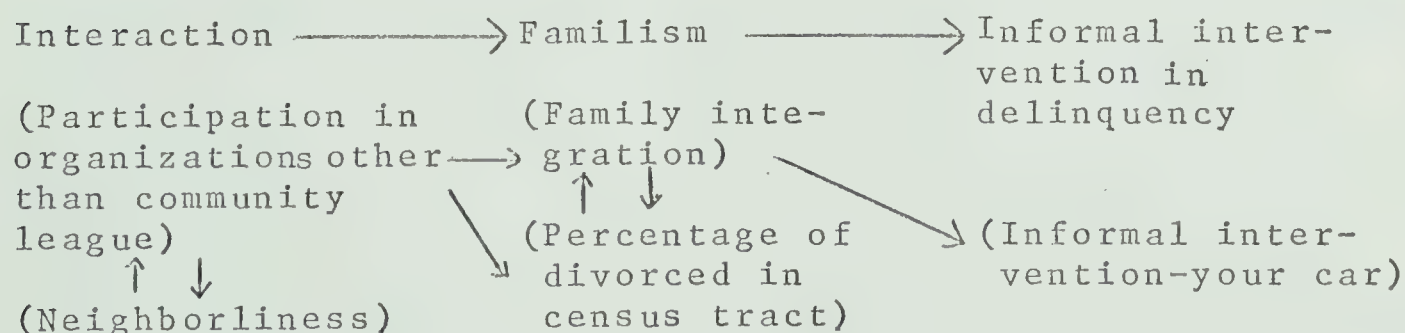 Interaction → Familism → Informal inter-
vention in
delinquency
(Participation in
organizations other
than community
league)
(Neighborliness)
(Family inte-
gration)
(Percentage of
divorced in
census tract)
(Informal inter-
vention-your car)